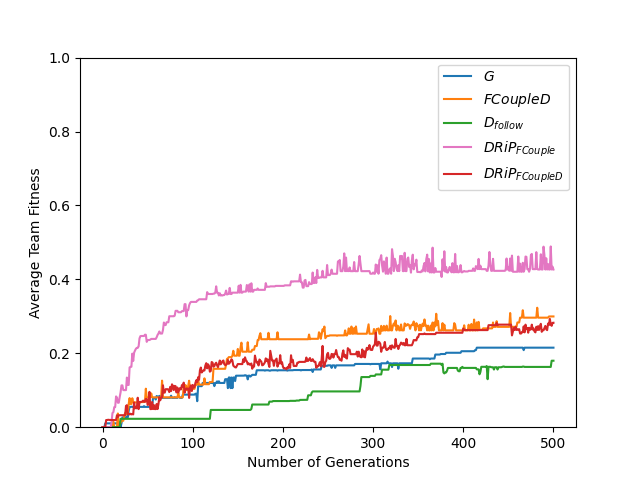 1.0
0.8
0.6
0.4
0.2
0.0
Average Team Fitness
0 100 200 300 400 500
Number of Generations
G
FCoupleD
D_follow
DRiP_FCouple
DRiP_FCoupleD